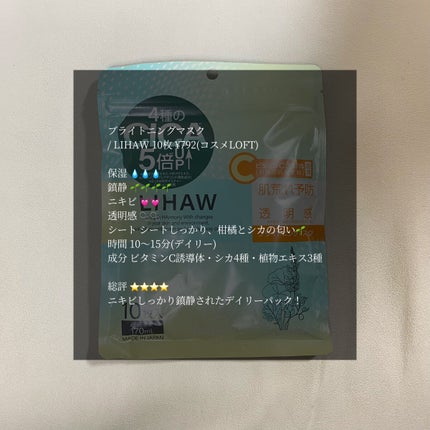 ブライトニングマスク
/ LIHAW 10枚 ¥792(コスメLOFT)
保湿 💧💧💧
鎮静 🌱🌱🌱🌱
ニキビ 💓💓
透明感
シート シートしっかり、柑橘とシカの匂い🌱
時間 10〜15分(デイリー)
成分 ビタミンC誘導体・シカ4種・植物エキス3種
総評 ⭐⭐⭐⭐
ニキビしっかり鎮静されたデイリーパック！
4種の
CICA
5倍UP!
C
肌荒れ予防
透明感
LIHAW
10
170mL
MADE IN JAPAN